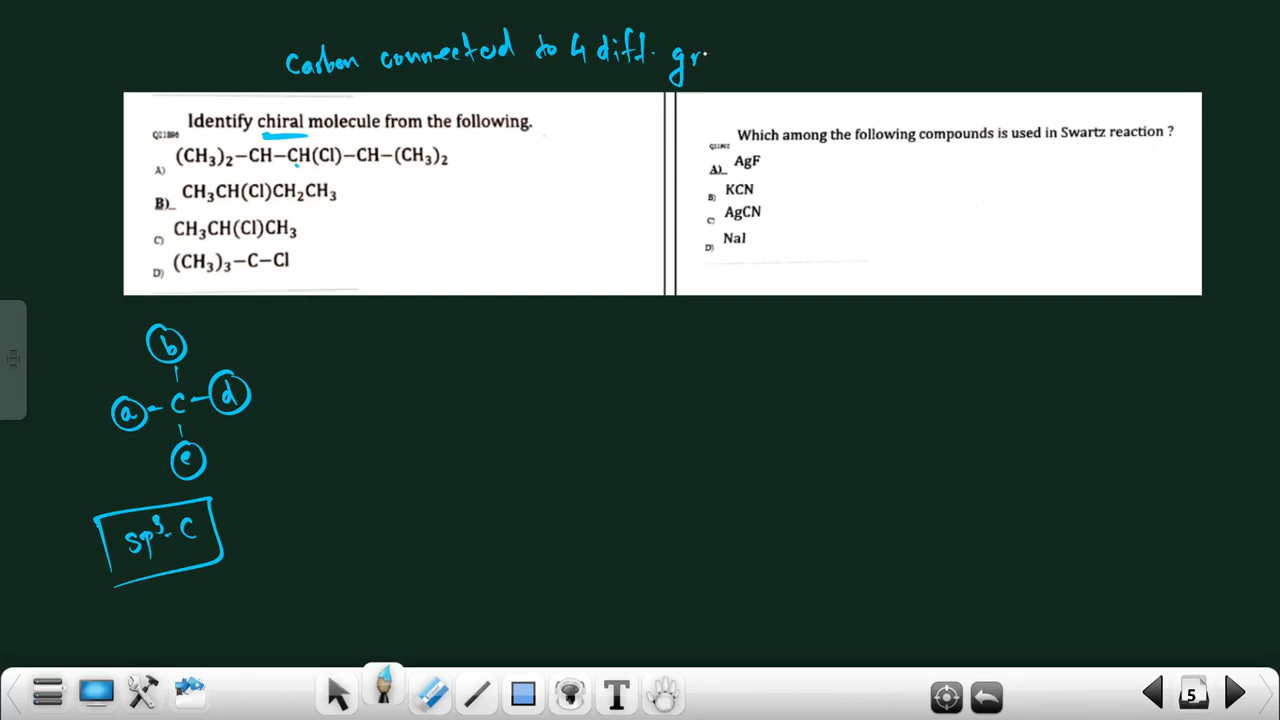 Carbon connected to 4 diff. gr
Identify chiral molecule from the following.
A) (CH₃)₂−CH−CH(Cl)−CH−(CH₃)₂
B) CH₃CH(Cl)CH₂CH₃
C) CH₃CH(Cl)CH₃
D) (CH₃)₃−C−Cl
Which among the following compounds is used in Swartz reaction ?
A) AgF
B) KCN
C) AgCN
D) NaI
b
a - C - d
e
sp³- C
T
5